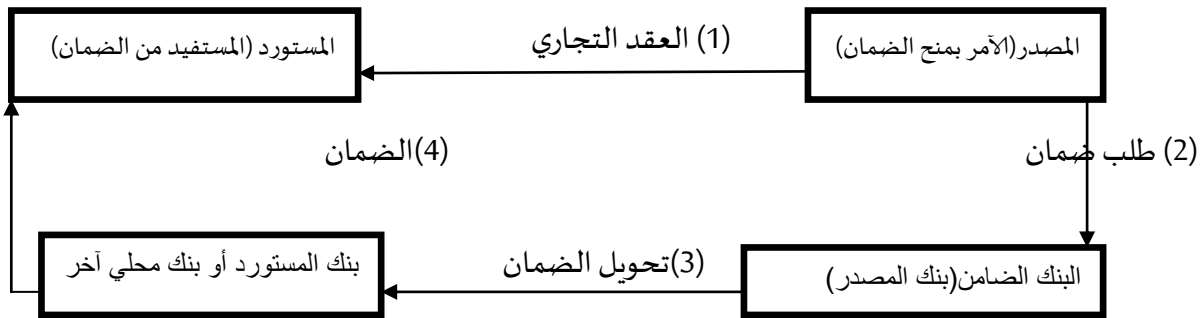 المصدر(الآمر بمنح الضمان)
(1) العقد التجاري
المستورد (المستفيد من الضمان)
(2) طلب ضمان
(4)الضمان
البنك الضامن(بنك المصدر)
(3)تحويل الضمان
بنك المستورد أو بنك محلي آخر